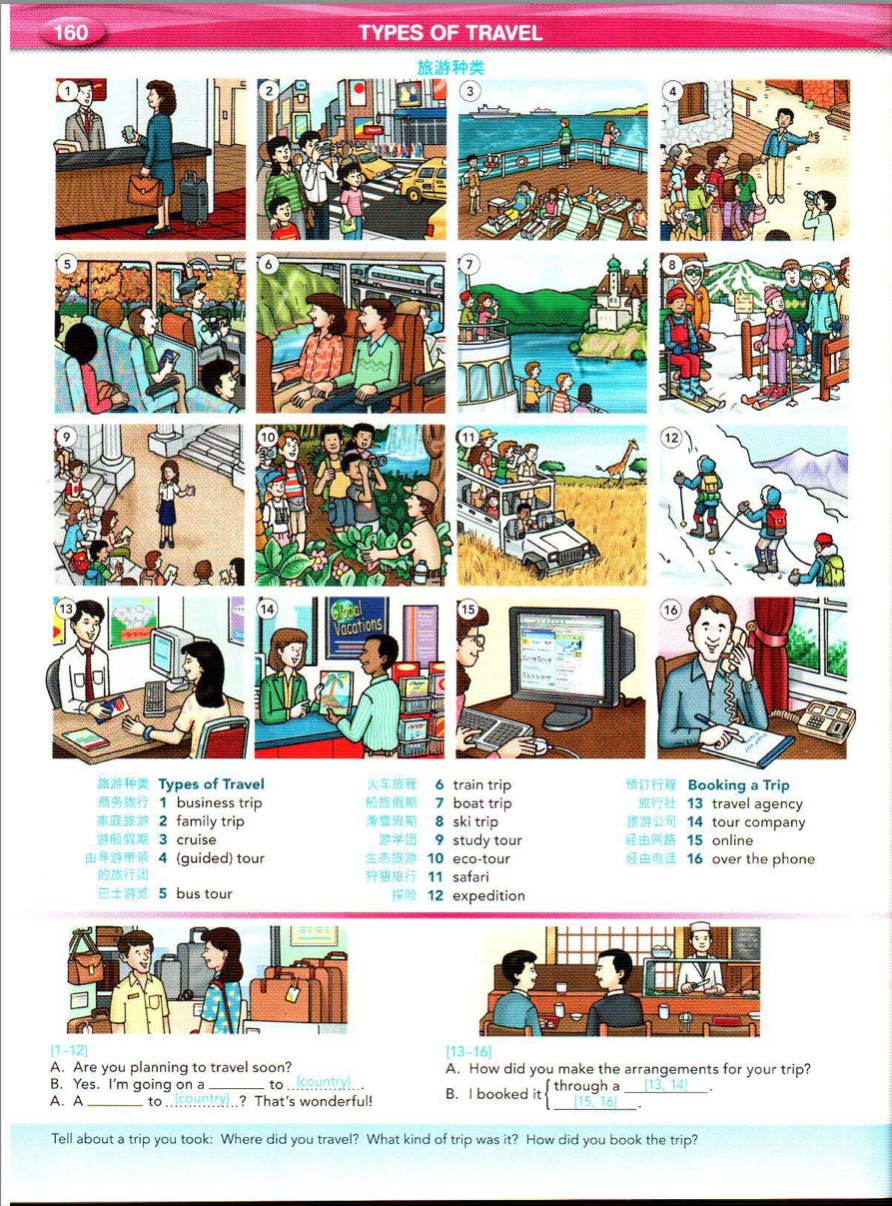 160
TYPES OF TRAVEL
旅游种类
1
2
3
4
5
6
7
8
9
10
11
12
13
14
Global
Vacations
15
16
旅游种类 Types of Travel
商务旅行 1 business trip
家庭旅游 2 family trip
游船假期 3 cruise
由导游带领 4 (guided) tour
的旅行团
巴士游览 5 bus tour
火车旅程 6 train trip
船旅假期 7 boat trip
滑雪假期 8 ski trip
游学团 9 study tour
生态旅游 10 eco-tour
狩猎旅行 11 safari
探险 12 expedition
预订行程 Booking a Trip
旅行社 13 travel agency
旅游公司 14 tour company
经由网路 15 online
经由电话 16 over the phone
[1–12]
A. Are you planning to travel soon?
B. Yes. I'm going on a ______ to ..(country)..
A. A ______ to ..(country)..? That's wonderful!
[13–16]
A. How did you make the arrangements for your trip?
B. I booked it { through a __[13, 14]__.
__[15, 16]__.
Tell about a trip you took: Where did you travel? What kind of trip was it? How did you book the trip?